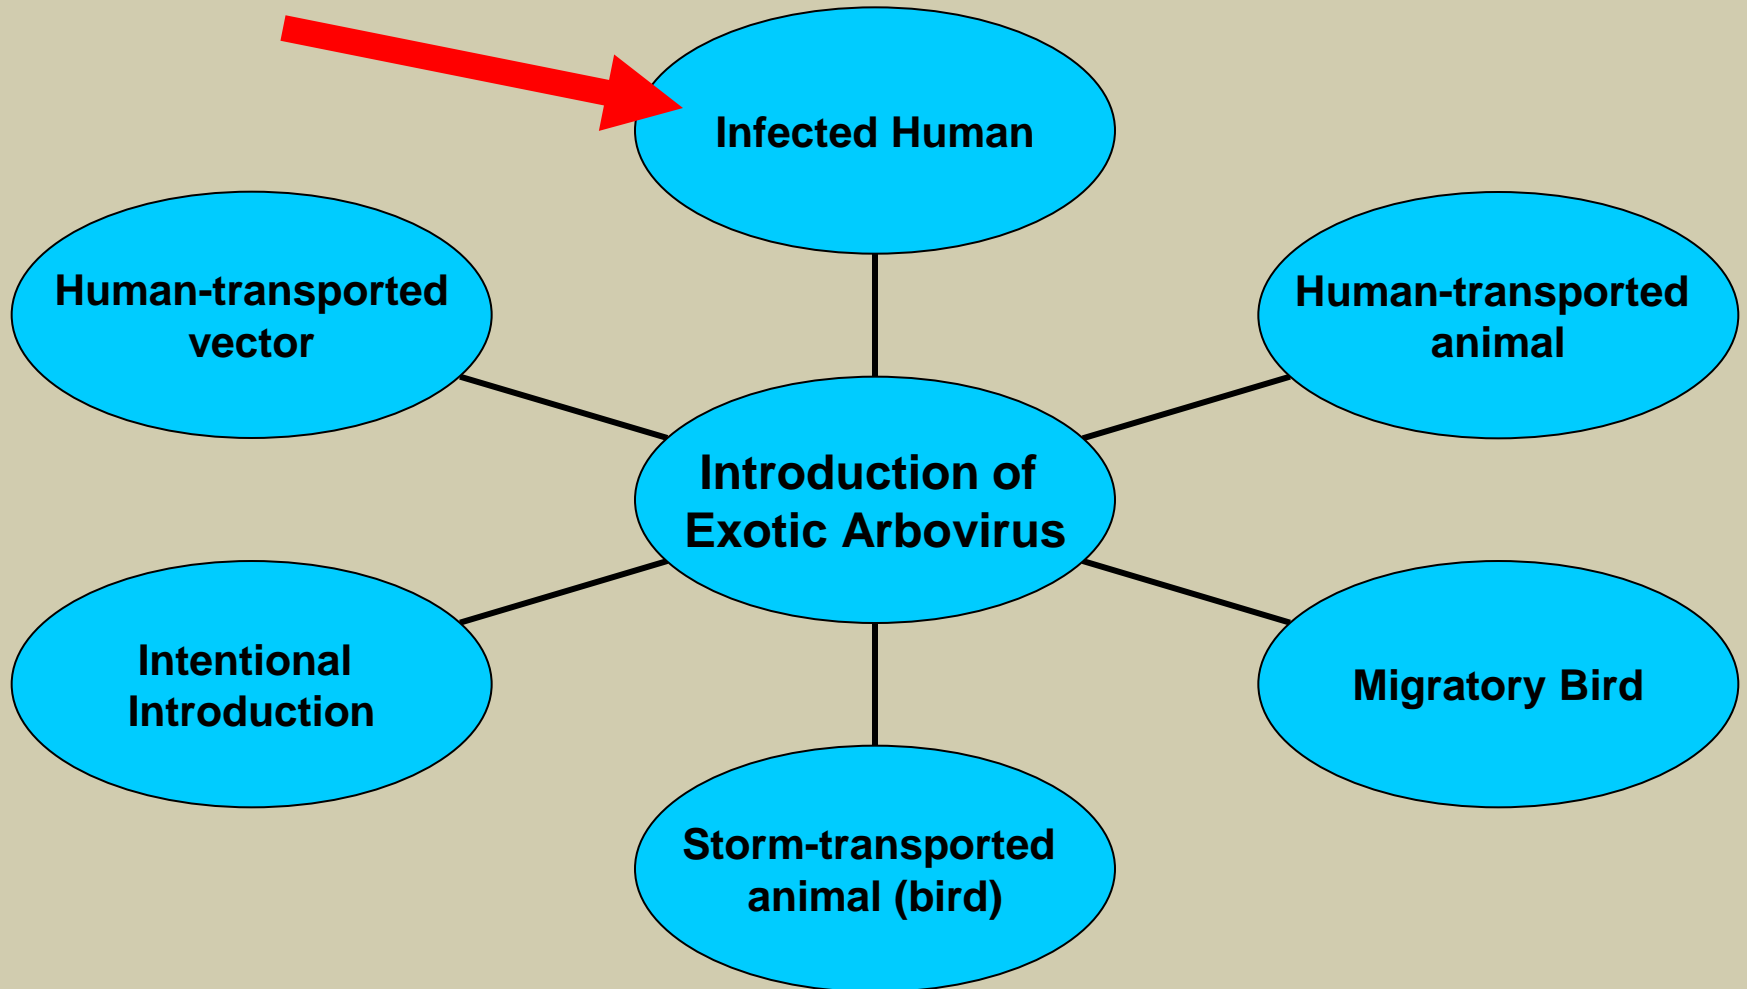 Infected Human
Human-transported
vector
Human-transported
animal
Introduction of
Exotic Arbovirus
Intentional
Introduction
Migratory Bird
Storm-transported
animal (bird)